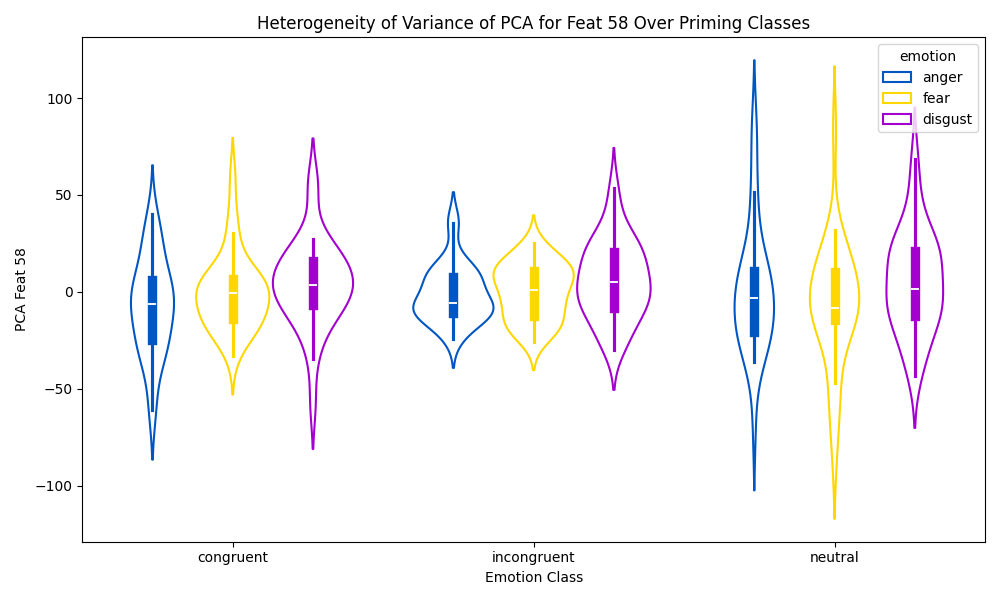 Heterogeneity of Variance of PCA for Feat 58 Over Priming Classes
emotion
anger
fear
disgust
PCA Feat 58
100
50
0
−50
−100
congruent
incongruent
neutral
Emotion Class